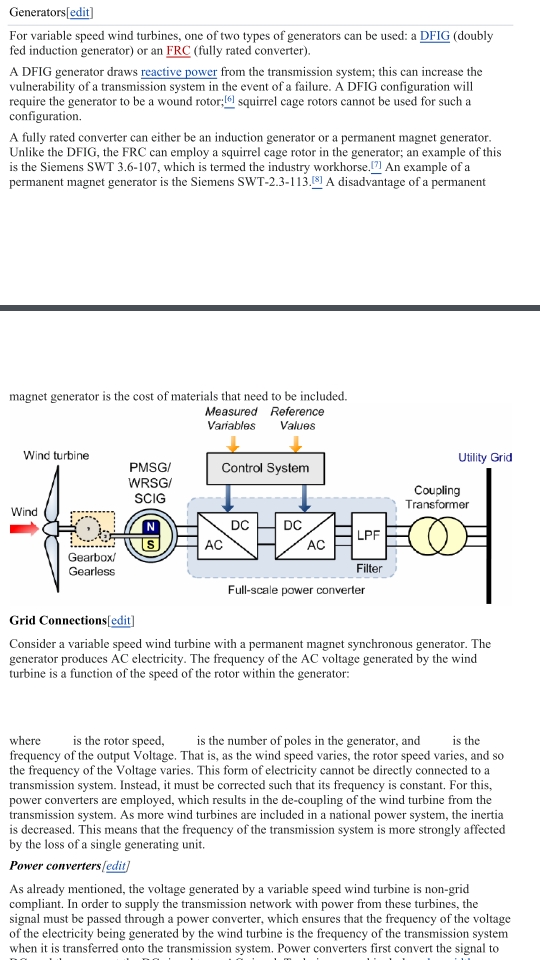 Generators[edit]
For variable speed wind turbines, one of two types of generators can be used: a DFIG (doubly
fed induction generator) or an FRC (fully rated converter).
A DFIG generator draws reactive power from the transmission system; this can increase the
vulnerability of a transmission system in the event of a failure. A DFIG configuration will
require the generator to be a wound rotor;[6] squirrel cage rotors cannot be used for such a
configuration.
A fully rated converter can either be an induction generator or a permanent magnet generator.
Unlike the DFIG, the FRC can employ a squirrel cage rotor in the generator; an example of this
is the Siemens SWT 3.6-107, which is termed the industry workhorse.[7] An example of a
permanent magnet generator is the Siemens SWT-2.3-113.[8] A disadvantage of a permanent
magnet generator is the cost of materials that need to be included.
Measured Reference
Variables Values
Wind turbine
PMSG/
WRSG/
SCIG
Control System
Utility Grid
Coupling
Transformer
Wind
N
S
DC
AC
DC
AC
LPF
Gearbox/
Gearless
Filter
Full-scale power converter
Grid Connections[edit]
Consider a variable speed wind turbine with a permanent magnet synchronous generator. The
generator produces AC electricity. The frequency of the AC voltage generated by the wind
turbine is a function of the speed of the rotor within the generator:
where is the rotor speed, is the number of poles in the generator, and is the
frequency of the output Voltage. That is, as the wind speed varies, the rotor speed varies, and so
the frequency of the Voltage varies. This form of electricity cannot be directly connected to a
transmission system. Instead, it must be corrected such that its frequency is constant. For this,
power converters are employed, which results in the de-coupling of the wind turbine from the
transmission system. As more wind turbines are included in a national power system, the inertia
is decreased. This means that the frequency of the transmission system is more strongly affected
by the loss of a single generating unit.
Power converters[edit]
As already mentioned, the voltage generated by a variable speed wind turbine is non-grid
compliant. In order to supply the transmission network with power from these turbines, the
signal must be passed through a power converter, which ensures that the frequency of the voltage
of the electricity being generated by the wind turbine is the frequency of the transmission system
when it is transferred onto the transmission system. Power converters first convert the signal to